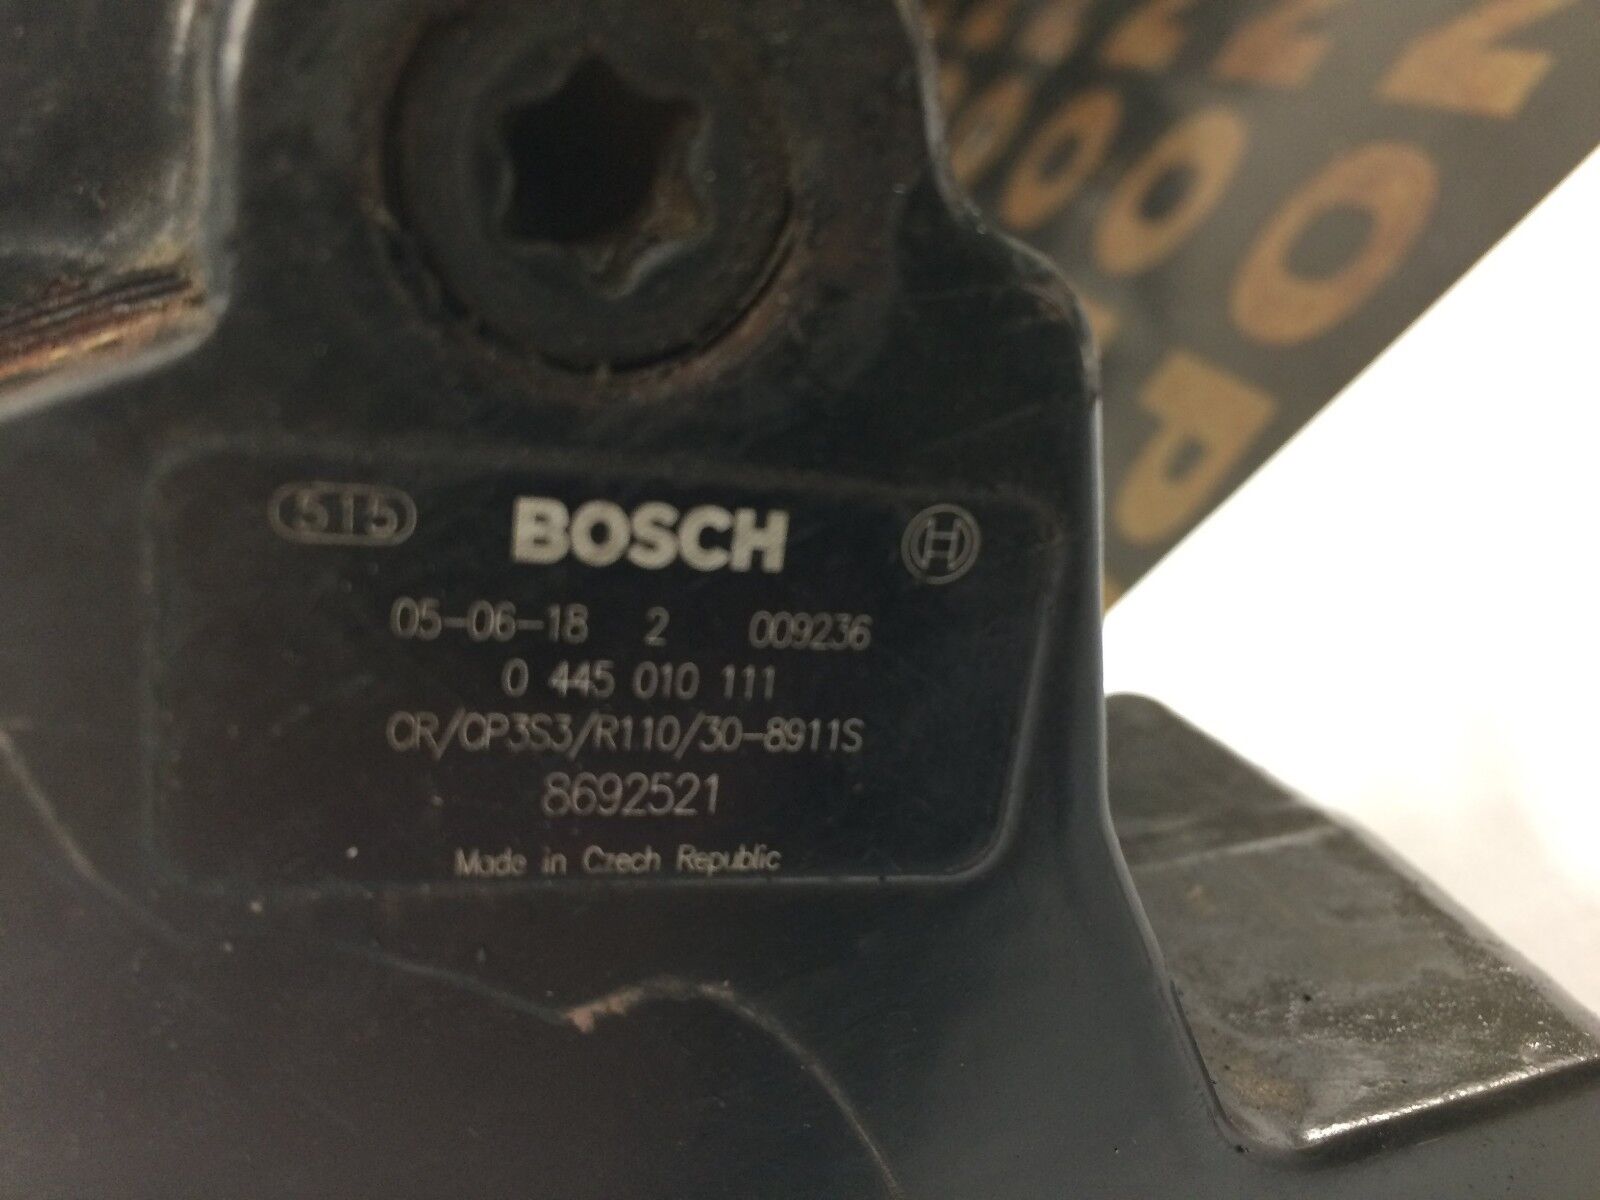 515 BOSCH
05-06-18 2 009236
0 445 010 111
CR/CP3S3/R110/30-8911S
8692521
Made in Czech Republic